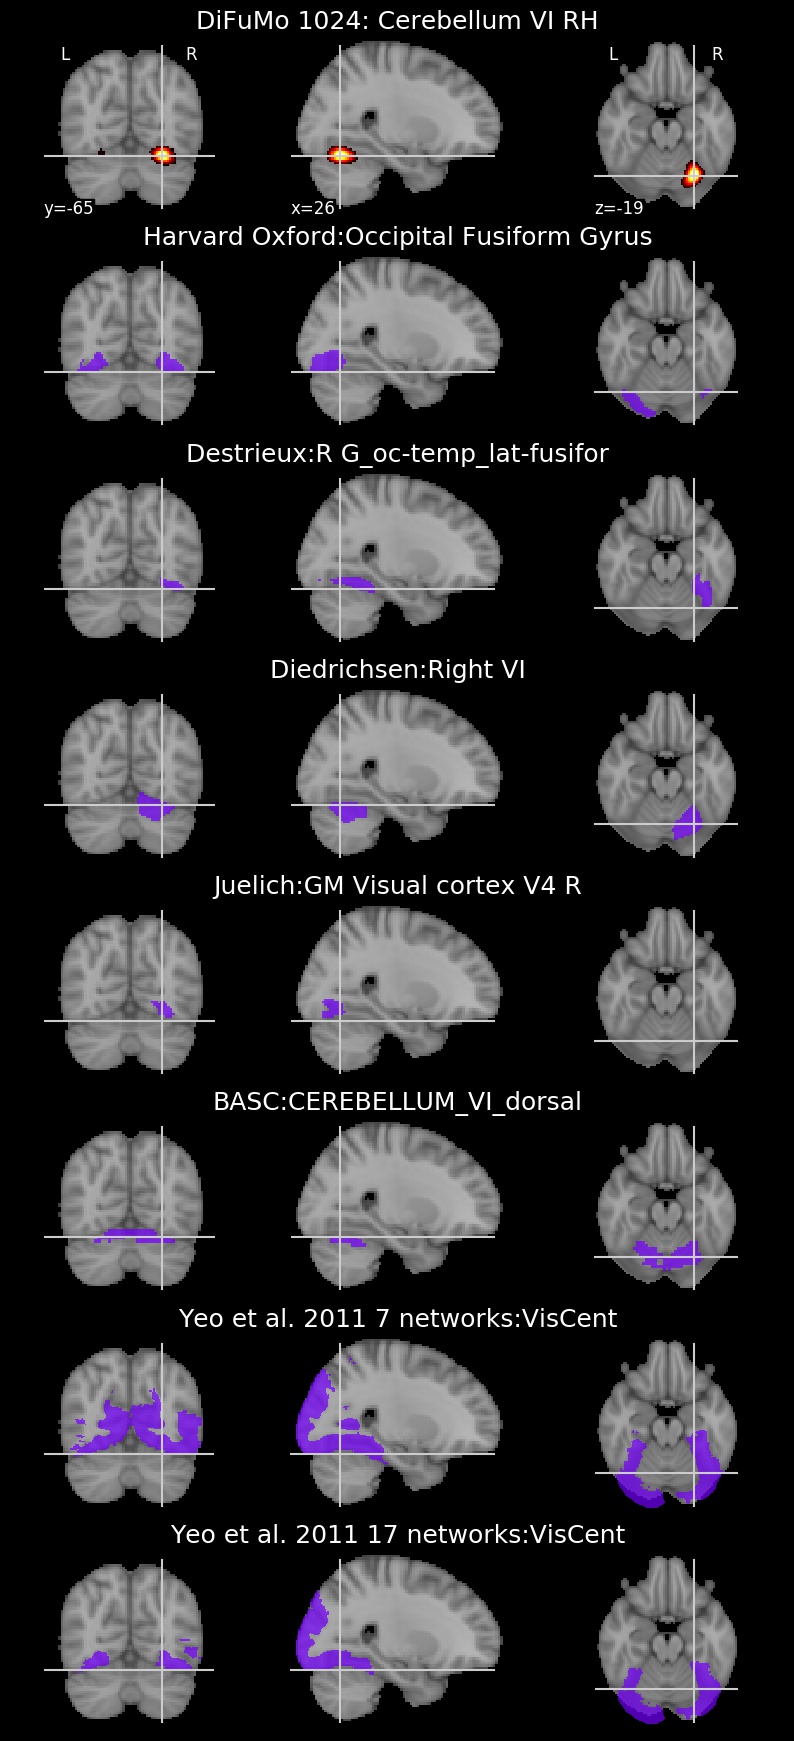 DiFuMo 1024: Cerebellum VI RH
L R L R
y=-65 x=26 z=-19
Harvard Oxford:Occipital Fusiform Gyrus
Destrieux:R G_oc-temp_lat-fusifor
Diedrichsen:Right VI
Juelich:GM Visual cortex V4 R
BASC:CEREBELLUM_VI_dorsal
Yeo et al. 2011 7 networks:VisCent
Yeo et al. 2011 17 networks:VisCent